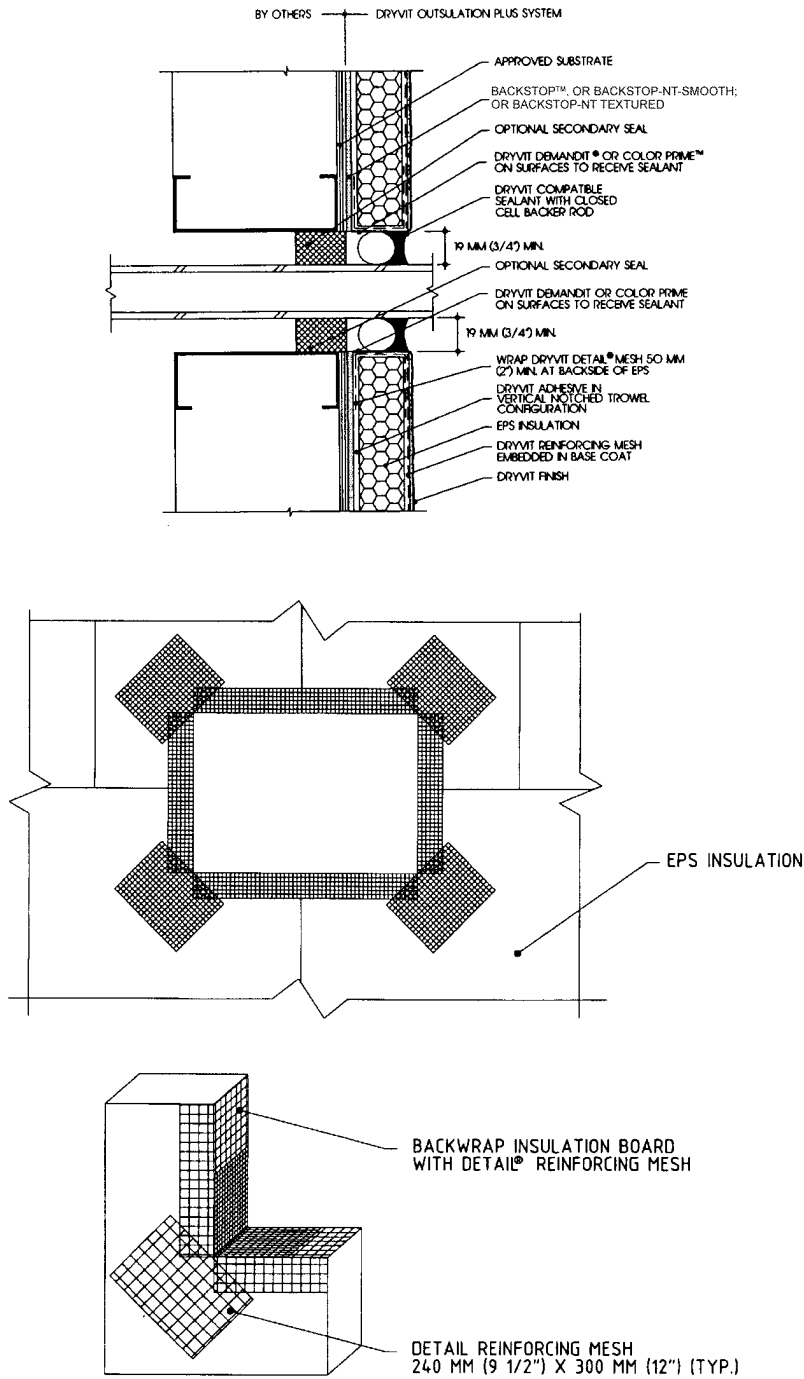 BY OTHERS
DRYVIT OUTSULATION PLUS SYSTEM
APPROVED SUBSTRATE
BACKSTOP™, OR BACKSTOP-NT-SMOOTH;
OR BACKSTOP-NT TEXTURED
OPTIONAL SECONDARY SEAL
DRYVIT DEMANDIT® OR COLOR PRIME™
ON SURFACES TO RECEIVE SEALANT
DRYVIT COMPATIBLE
SEALANT WITH CLOSED
CELL BACKER ROD
19 MM (3/4") MIN.
OPTIONAL SECONDARY SEAL
DRYVIT DEMANDIT OR COLOR PRIME
ON SURFACES TO RECEIVE SEALANT
19 MM (3/4") MIN.
WRAP DRYVIT DETAIL® MESH 50 MM
(2") MIN. AT BACKSIDE OF EPS
DRYVIT ADHESIVE IN
VERTICAL NOTCHED TROWEL
CONFIGURATION
EPS INSULATION
DRYVIT REINFORCING MESH
EMBEDDED IN BASE COAT
DRYVIT FINISH
EPS INSULATION
BACKWRAP INSULATION BOARD
WITH DETAIL® REINFORCING MESH
DETAIL REINFORCING MESH
240 MM (9 1/2") X 300 MM (12") (TYP.)